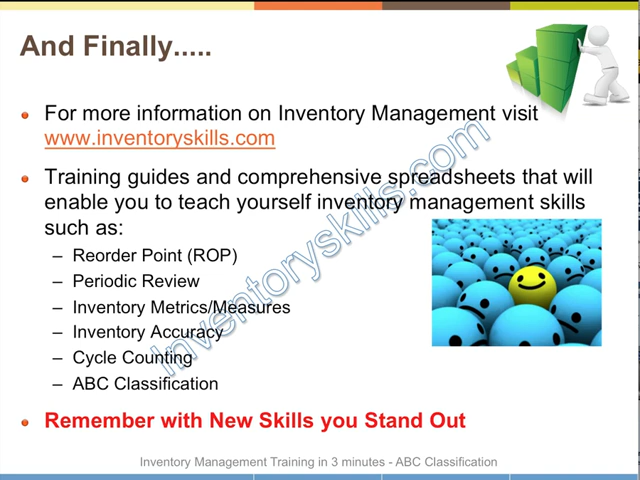 And Finally.....
For more information on Inventory Management visit
www.inventoryskills.com
Training guides and comprehensive spreadsheets that will
enable you to teach yourself inventory management skills
such as:
– Reorder Point (ROP)
– Periodic Review
– Inventory Metrics/Measures
– Inventory Accuracy
– Cycle Counting
– ABC Classification
Remember with New Skills you Stand Out
Inventory Management Training in 3 minutes - ABC Classification
Inventoryskills.com